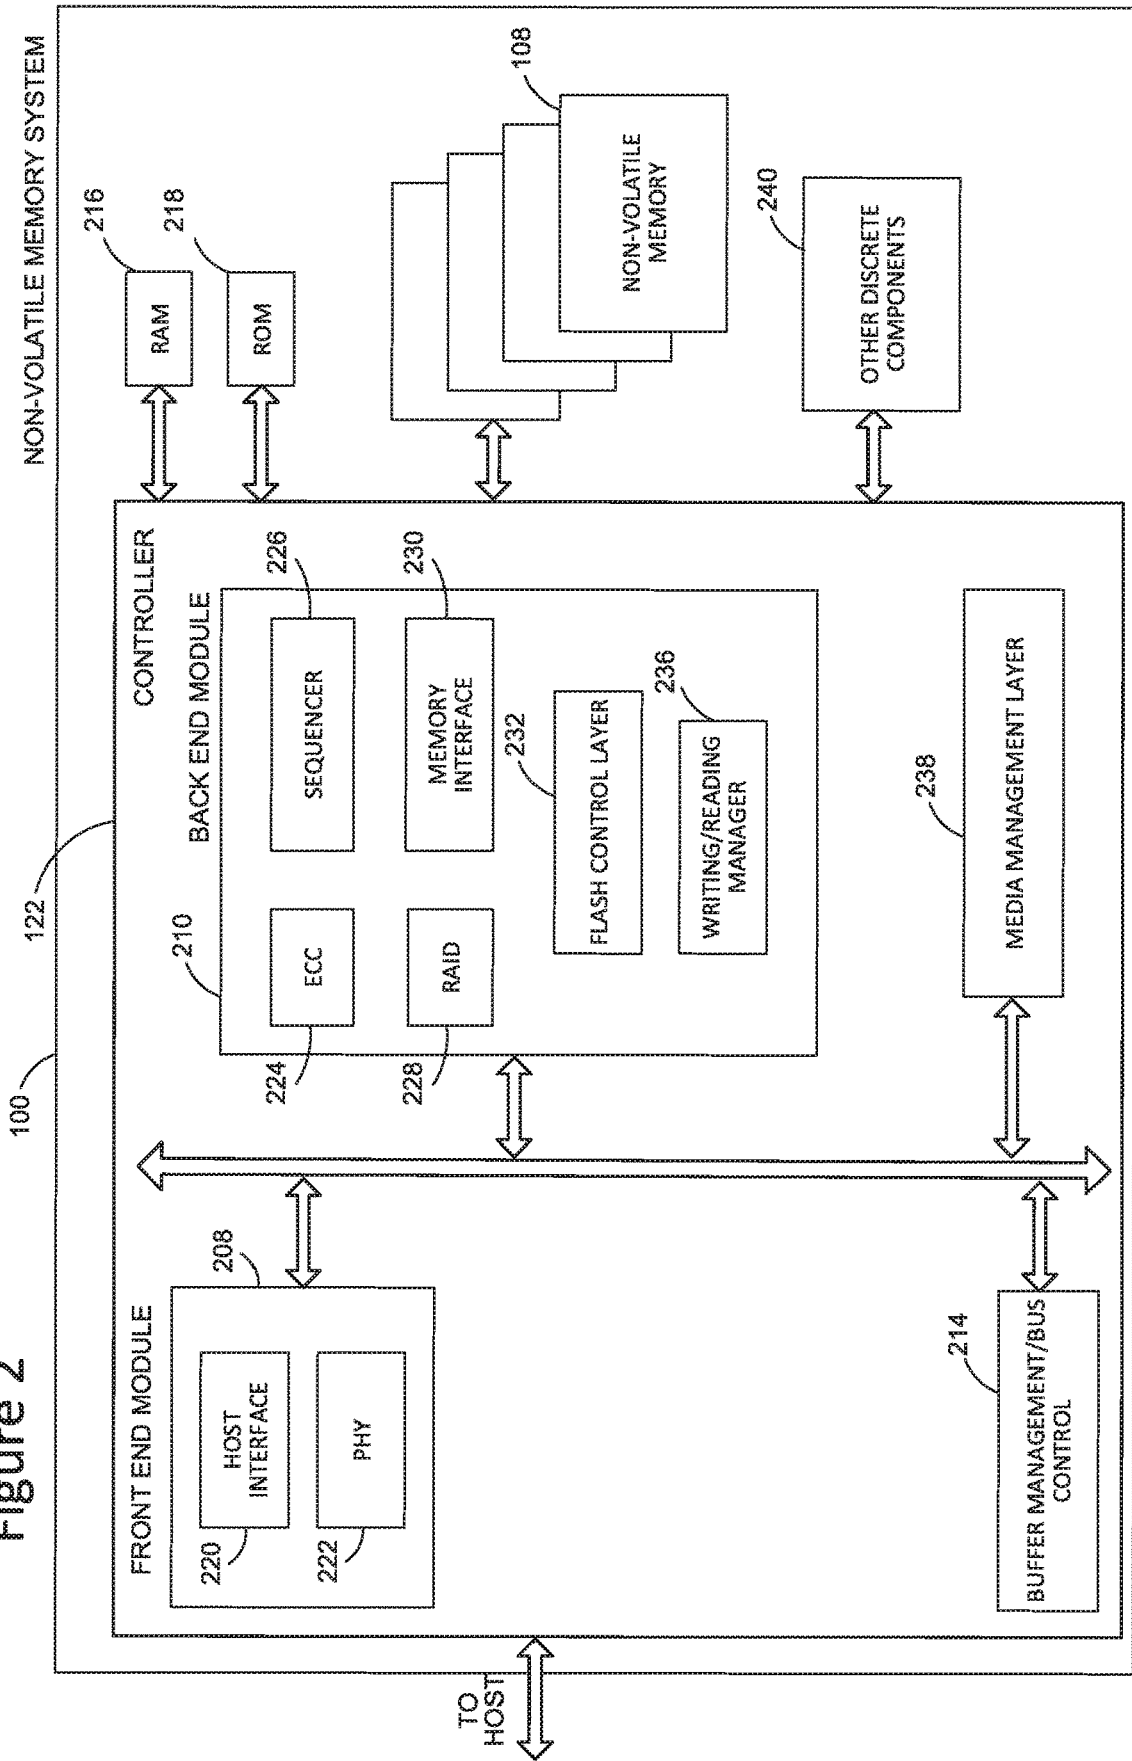 Figure 2
100
122
NON-VOLATILE MEMORY SYSTEM
CONTROLLER
FRONT END MODULE
208
HOST
INTERFACE
220
PHY
222
BACK END MODULE
210
ECC
224
SEQUENCER
226
RAID
228
MEMORY
INTERFACE
230
FLASH CONTROL LAYER
232
WRITING/READING
MANAGER
236
BUFFER MANAGEMENT/BUS
CONTROL
214
MEDIA MANAGEMENT LAYER
238
RAM
216
ROM
218
NON-VOLATILE
MEMORY
108
OTHER DISCRETE
COMPONENTS
240
TO
HOST